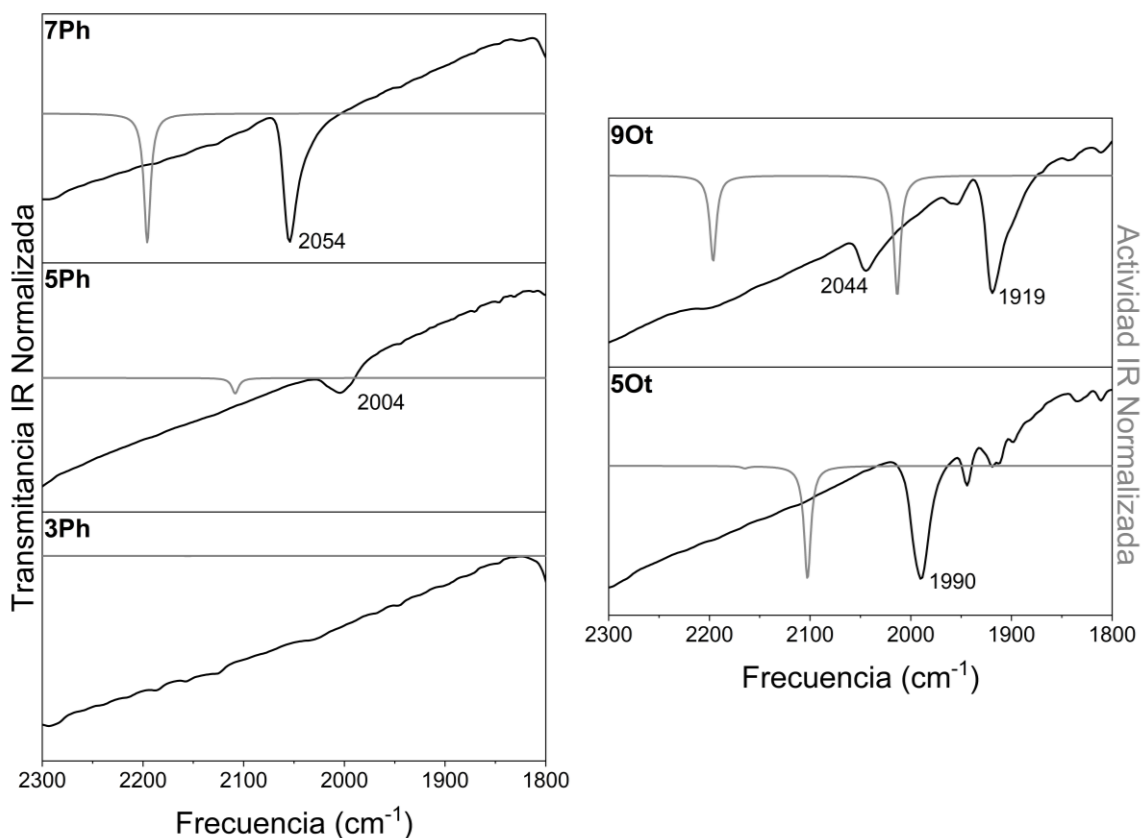 Transmitancia IR Normalizada
7Ph
2054
5Ph
2004
3Ph
2300 2200 2100 2000 1900 1800
Frecuencia (cm⁻¹)
9Ot
2044
1919
5Ot
1990
2300 2200 2100 2000 1900 1800
Frecuencia (cm⁻¹)
Actividad IR Normalizada